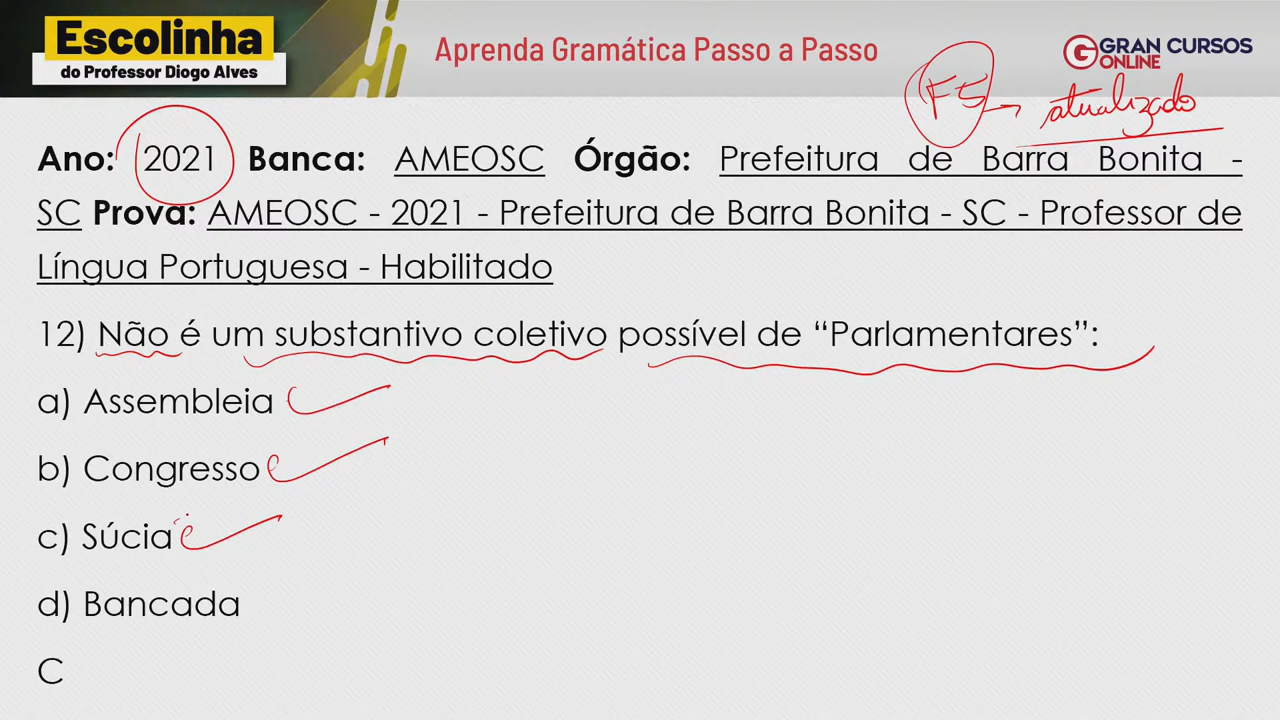 Escolinha
do Professor Diogo Alves
Aprenda Gramática Passo a Passo
GRAN CURSOS
ONLINE
F5 → atualizado
Ano: 2021 Banca: AMEOSC Órgão: Prefeitura de Barra Bonita -
SC Prova: AMEOSC - 2021 - Prefeitura de Barra Bonita - SC - Professor de
Língua Portuguesa - Habilitado
12) Não é um substantivo coletivo possível de “Parlamentares”:
a) Assembleia
b) Congresso
c) Súcia
d) Bancada
C